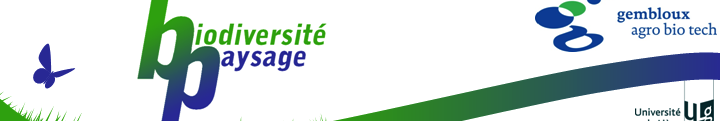 biodiversité
paysage
gembloux
agro bio tech
Université